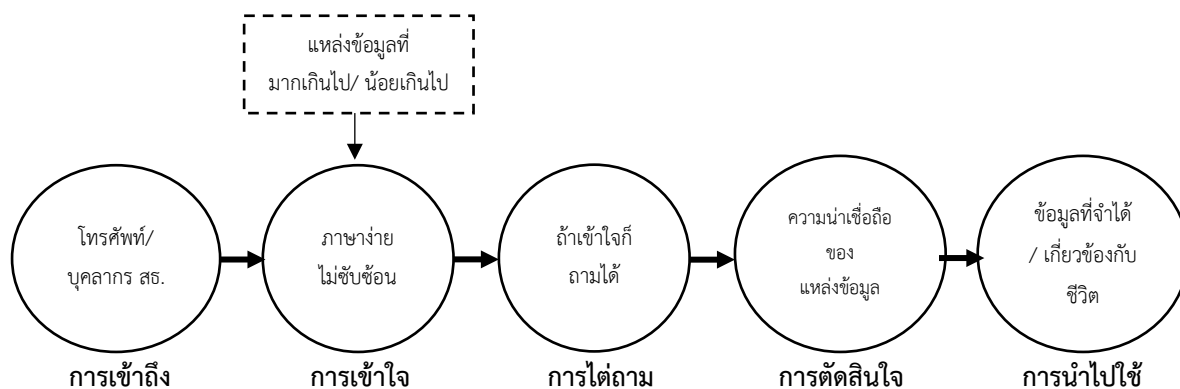 แหล่งข้อมูลที่
มากเกินไป/ น้อยเกินไป
โทรศัพท์/
บุคลากร สธ.
ภาษาง่าย
ไม่ซับซ้อน
ถ้าเข้าใจก็
ถามได้
ความน่าเชื่อถือ
ของ
แหล่งข้อมูล
ข้อมูลที่จำได้
/ เกี่ยวข้องกับ
ชีวิต
การเข้าถึง
การเข้าใจ
การไต่ถาม
การตัดสินใจ
การนำไปใช้